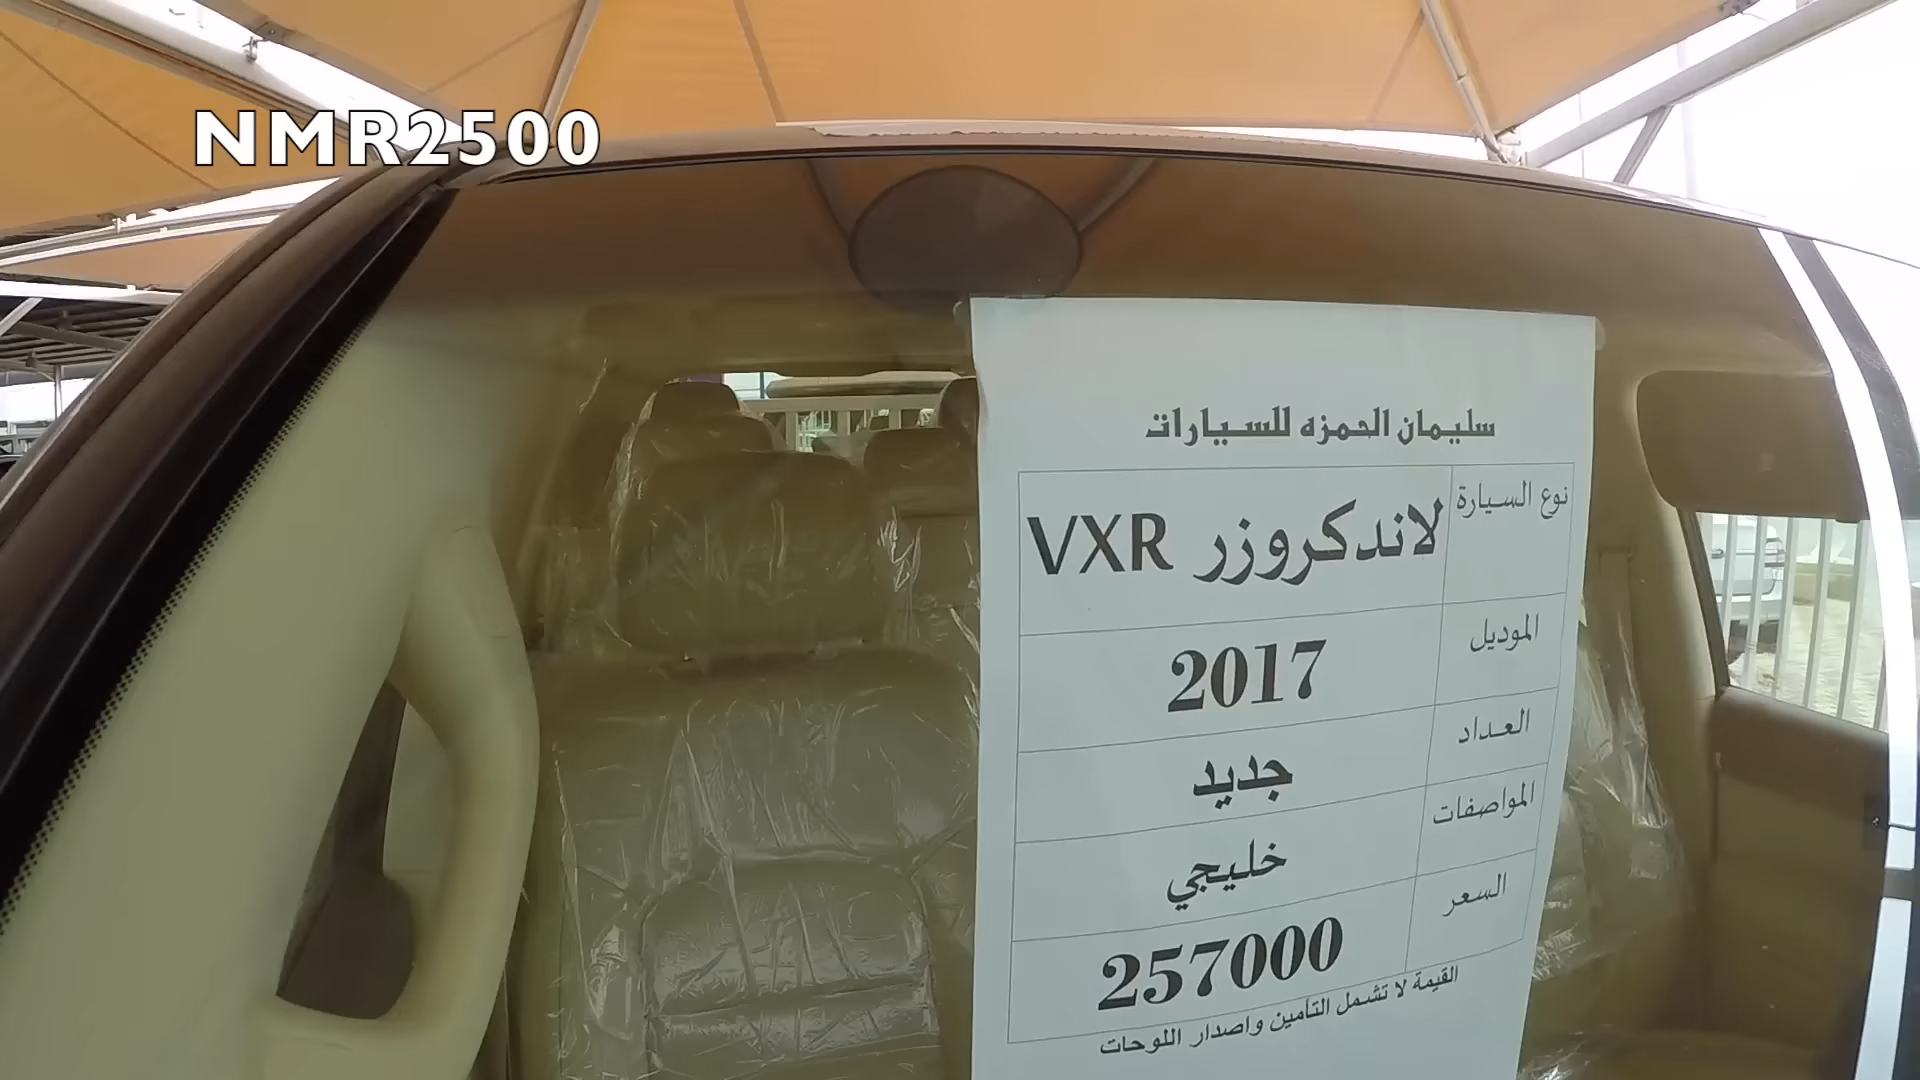 NMR2500
سليمان الحمزه للسيارات
نوع السيارة لاندكروزر VXR
الموديل 2017
العداد جديد
المواصفات خليجي
السعر 257000
القيمة لا تشمل التأمين واصدار اللوحات